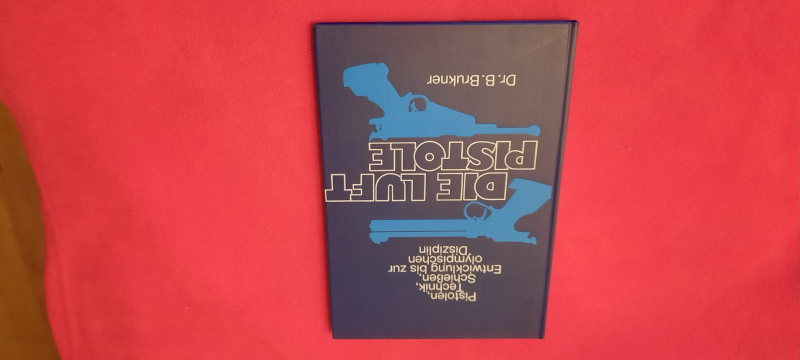 Dr. B. Brukner
DIE LUFT
PISTOLE
Pistolen,
Technik,
Schießen,
Entwicklung bis zur
olympischen
Disziplin